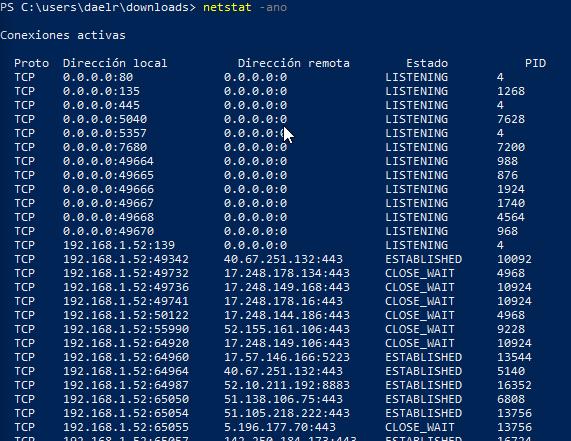 PS C:\users\daelr\downloads> netstat -ano
Conexiones activas
Proto Dirección local Dirección remota Estado PID
TCP 0.0.0.0:80 0.0.0.0:0 LISTENING 4
TCP 0.0.0.0:135 0.0.0.0:0 LISTENING 1268
TCP 0.0.0.0:445 0.0.0.0:0 LISTENING 4
TCP 0.0.0.0:5040 0.0.0.0:0 LISTENING 7628
TCP 0.0.0.0:5357 0.0.0.0:0 LISTENING 4
TCP 0.0.0.0:7680 0.0.0.0:0 LISTENING 7200
TCP 0.0.0.0:49664 0.0.0.0:0 LISTENING 988
TCP 0.0.0.0:49665 0.0.0.0:0 LISTENING 876
TCP 0.0.0.0:49666 0.0.0.0:0 LISTENING 1924
TCP 0.0.0.0:49667 0.0.0.0:0 LISTENING 1740
TCP 0.0.0.0:49668 0.0.0.0:0 LISTENING 4564
TCP 0.0.0.0:49670 0.0.0.0:0 LISTENING 968
TCP 192.168.1.52:139 0.0.0.0:0 LISTENING 4
TCP 192.168.1.52:49342 40.67.251.132:443 ESTABLISHED 10092
TCP 192.168.1.52:49732 17.248.178.134:443 CLOSE_WAIT 4968
TCP 192.168.1.52:49736 17.248.149.168:443 CLOSE_WAIT 10924
TCP 192.168.1.52:49741 17.248.178.16:443 CLOSE_WAIT 10924
TCP 192.168.1.52:50122 17.248.144.186:443 CLOSE_WAIT 4968
TCP 192.168.1.52:55990 52.155.161.106:443 CLOSE_WAIT 9228
TCP 192.168.1.52:64920 17.248.149.106:443 CLOSE_WAIT 10924
TCP 192.168.1.52:64960 17.57.146.166:5223 ESTABLISHED 13544
TCP 192.168.1.52:64964 40.67.251.132:443 ESTABLISHED 5140
TCP 192.168.1.52:64987 52.10.211.192:8883 ESTABLISHED 16352
TCP 192.168.1.52:65050 51.138.106.75:443 ESTABLISHED 6808
TCP 192.168.1.52:65054 51.105.218.222:443 ESTABLISHED 13756
TCP 192.168.1.52:65055 5.196.177.70:443 CLOSE_WAIT 13756